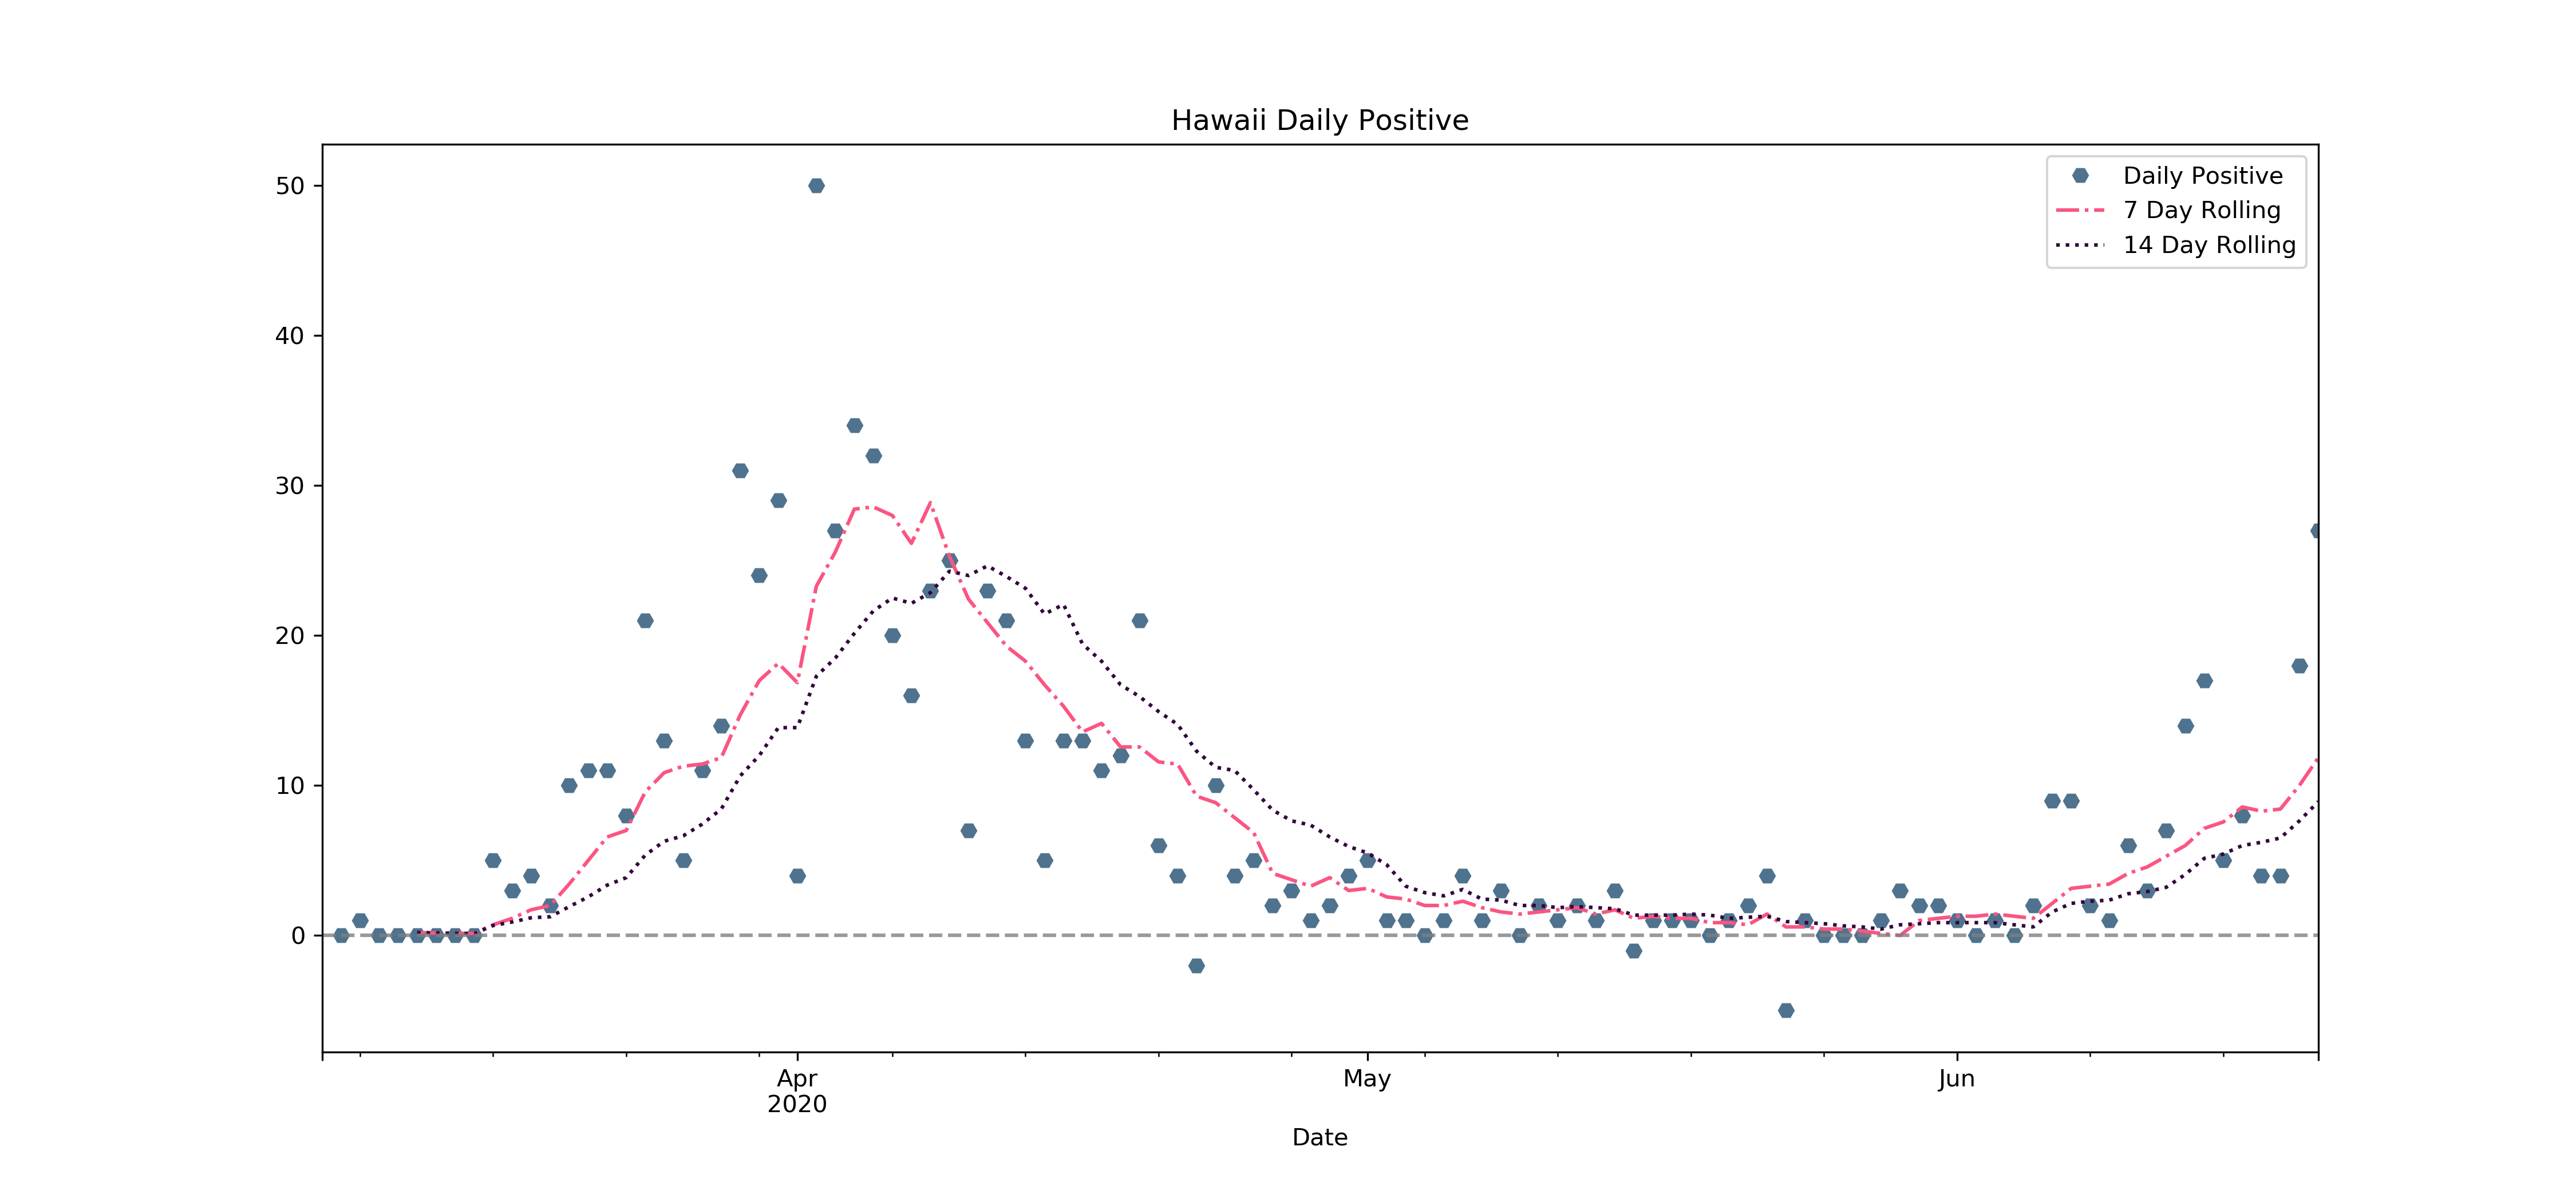 Hawaii Daily Positive
Daily Positive
7 Day Rolling
14 Day Rolling
50
40
30
20
10
0
Apr
2020
May
Jun
Date